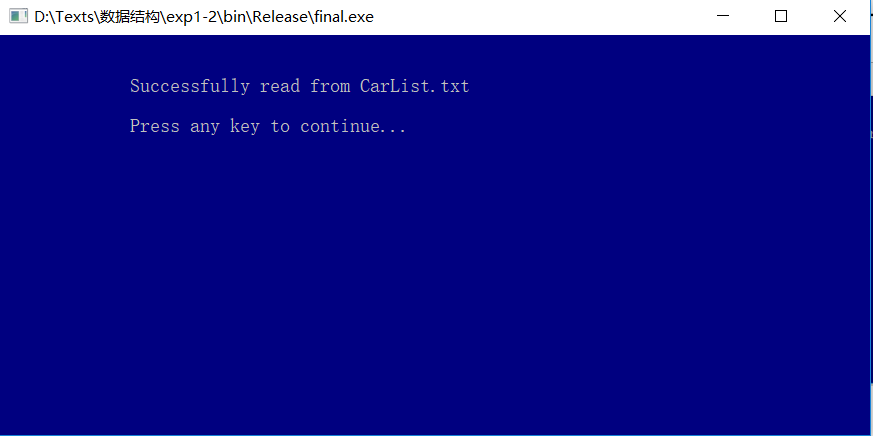 D:\Texts\数据结构\exp1-2\bin\Release\final.exe
Successfully read from CarList.txt
Press any key to continue...